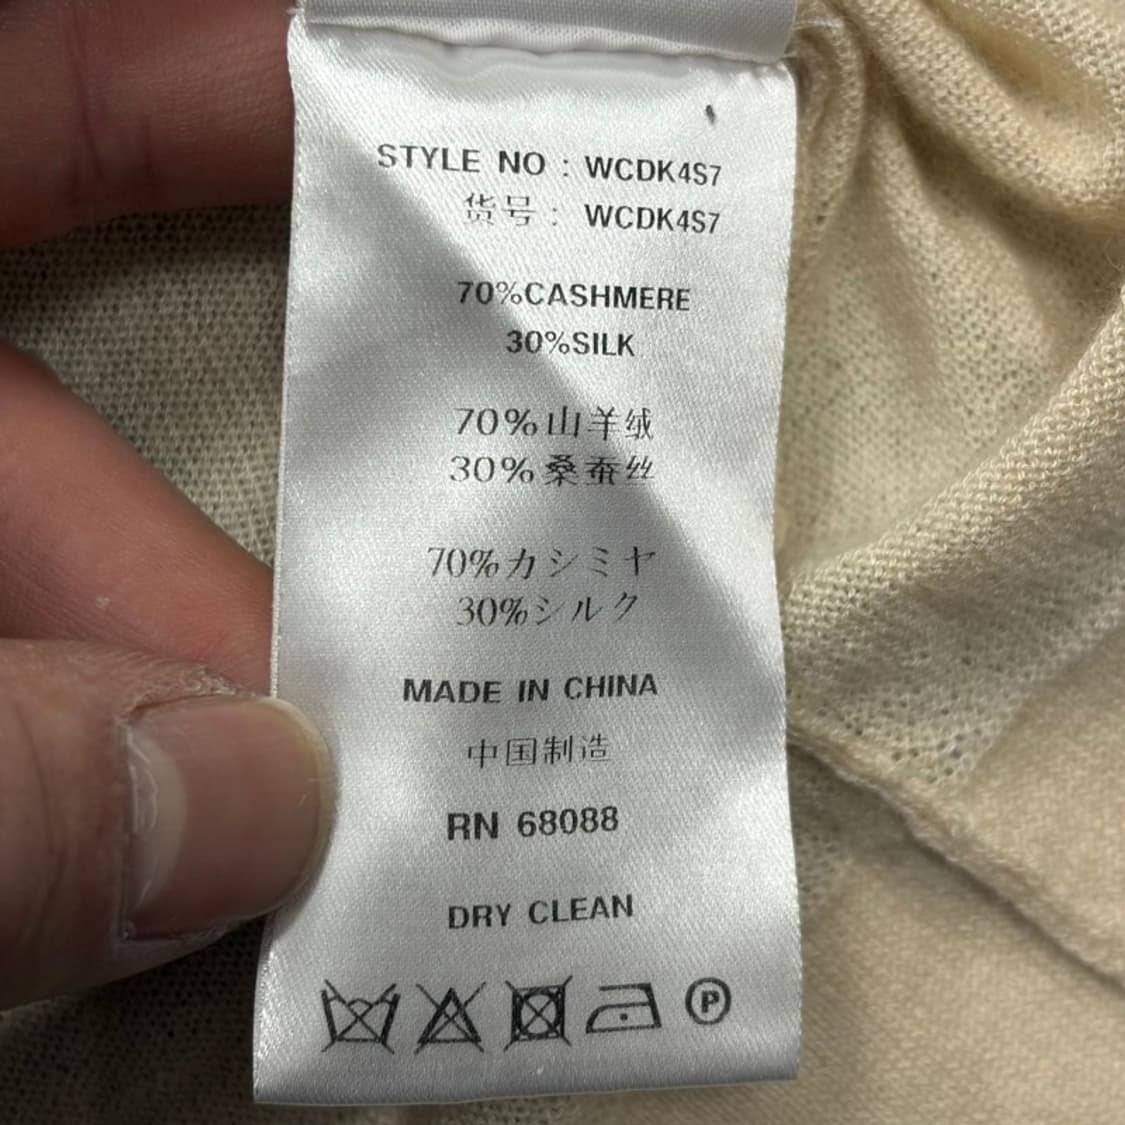 STYLE NO : WCDK4S7
货号 : WCDK4S7
70%CASHMERE
30%SILK
70%山羊绒
30%桑蚕丝
70%カシミヤ
30%シルク
MADE IN CHINA
中国制造
RN 68088
DRY CLEAN
P